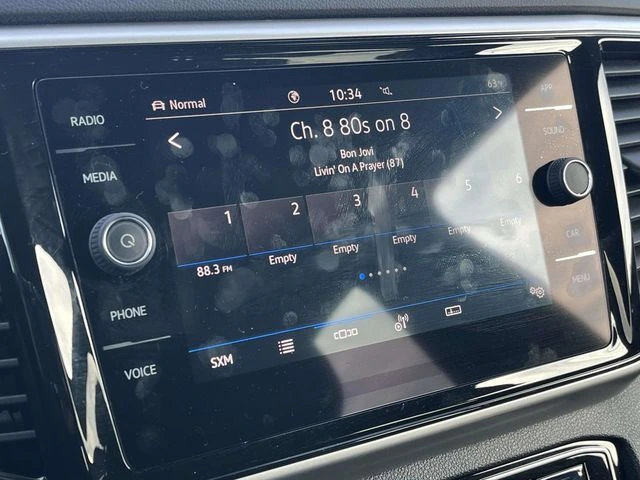 RADIO
MEDIA
PHONE
VOICE
Normal 10:34 63°F
Ch. 8 80s on 8
Bon Jovi
Livin' On A Prayer (87)
1 2 3 4 5 6
88.3 FM Empty Empty Empty Empty Empty
SXM
APP
SOUND
CAR
MENU